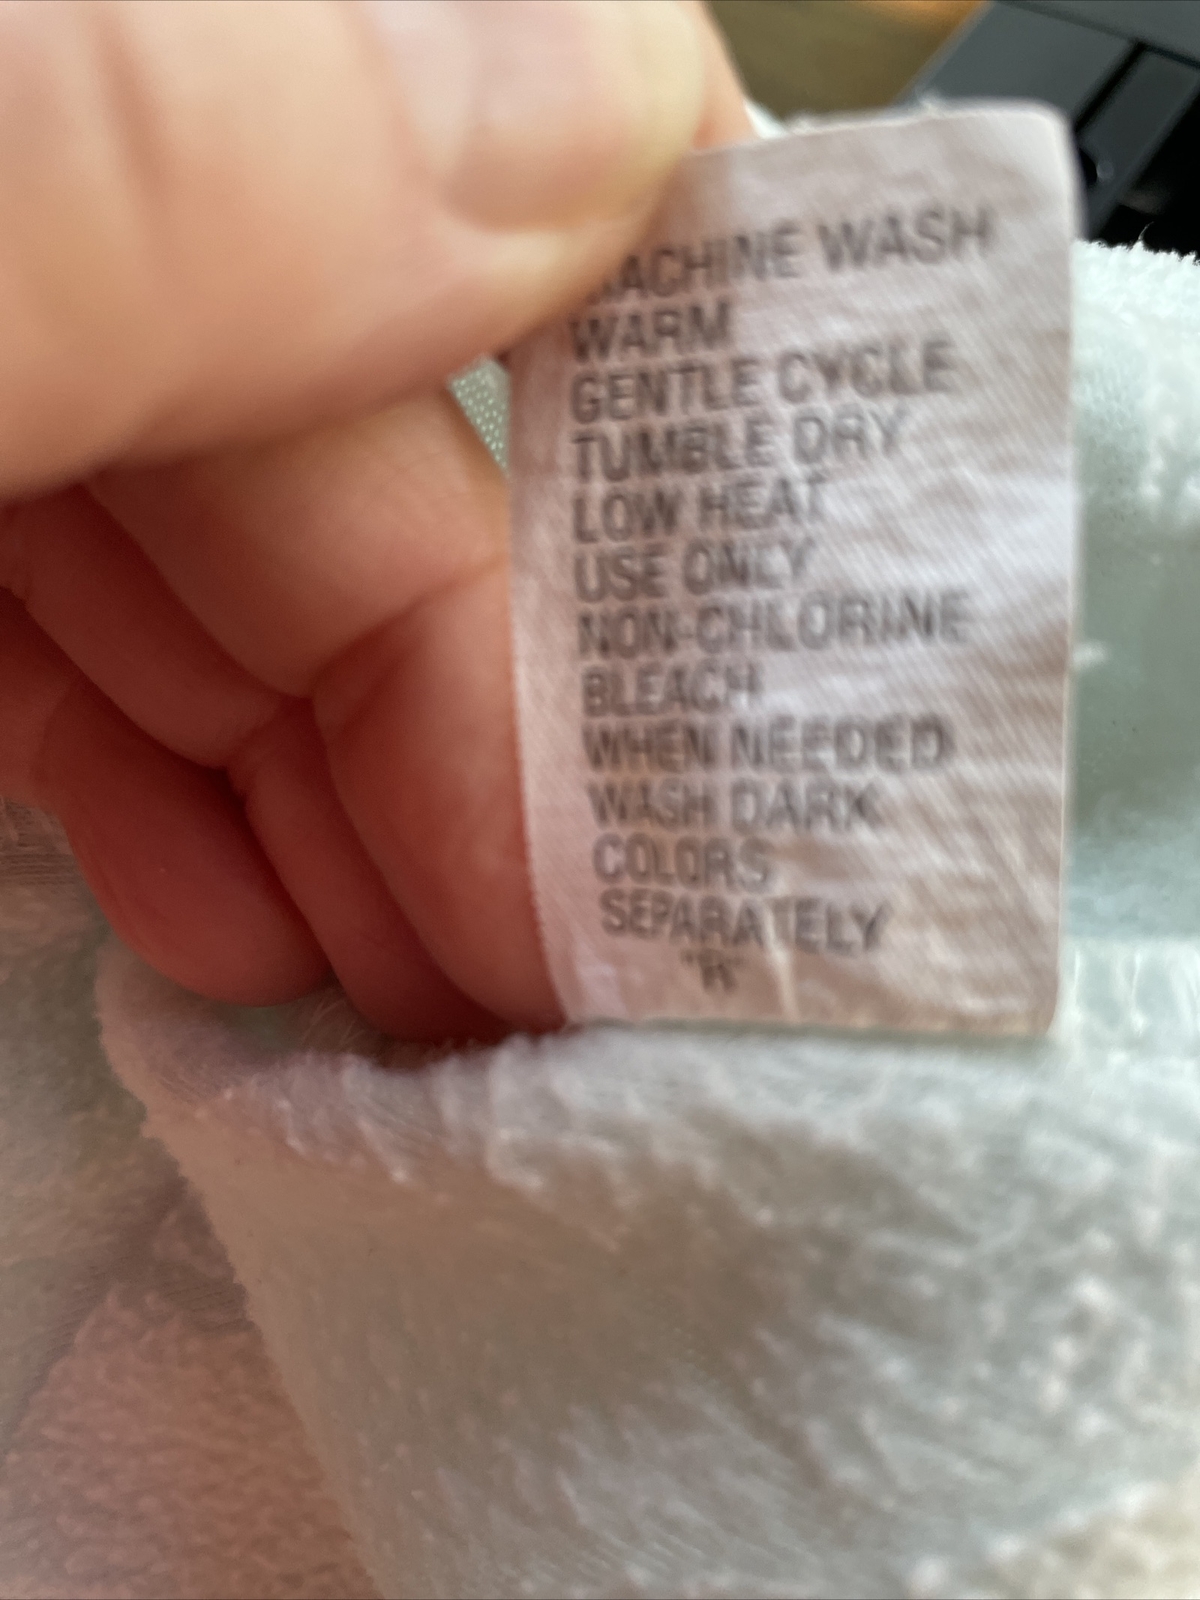 MACHINE WASH
WARM
GENTLE CYCLE
TUMBLE DRY
LOW HEAT
USE ONLY
NON-CHLORINE
BLEACH
WHEN NEEDED
WASH DARK
COLORS
SEPARATELY
"R"